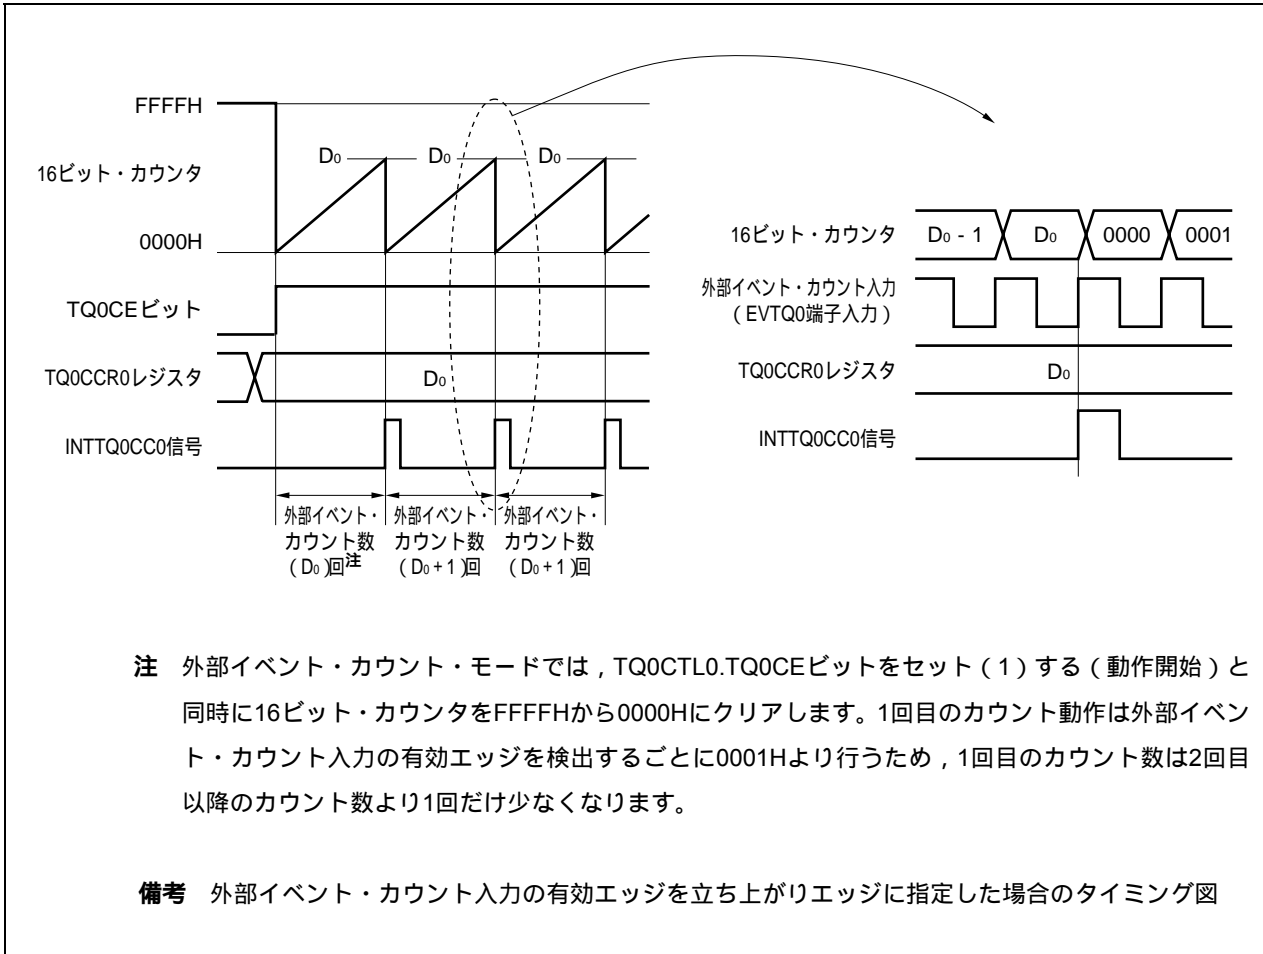 FFFFH
16ビット・カウンタ
0000H
D0 D0 D0
TQ0CEビット
TQ0CCR0レジスタ
D0
INTTQ0CC0信号
外部イベント・
カウント数
（D0）回注
外部イベント・
カウント数
（D0+1）回
外部イベント・
カウント数
（D0+1）回
16ビット・カウンタ
D0 - 1 D0 0000 0001
外部イベント・カウント入力
（EVTQ0端子入力）
TQ0CCR0レジスタ
D0
INTTQ0CC0信号
注 外部イベント・カウント・モードでは，TQ0CTL0.TQ0CEビットをセット（1）する（動作開始）と
同時に16ビット・カウンタをFFFFHから0000Hにクリアします。1回目のカウント動作は外部イベン
ト・カウント入力の有効エッジを検出するごとに0001Hより行うため，1回目のカウント数は2回目
以降のカウント数より1回だけ少なくなります。
備考 外部イベント・カウント入力の有効エッジを立ち上がりエッジに指定した場合のタイミング図